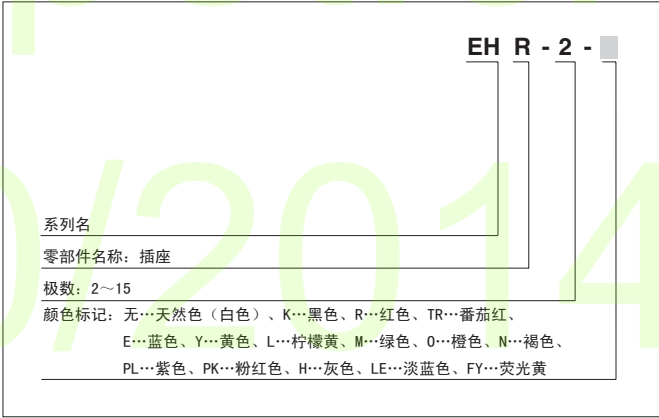 EH R - 2 -
系列名
零部件名称：插座
极数：2～15
颜色标记：无…天然色（白色）、K…黑色、R…红色、TR…番茄红、
E…蓝色、Y…黄色、L…柠檬黄、M…绿色、O…橙色、N…褐色、
PL…紫色、PK…粉红色、H…灰色、LE…淡蓝色、FY…荧光黄
0/2014